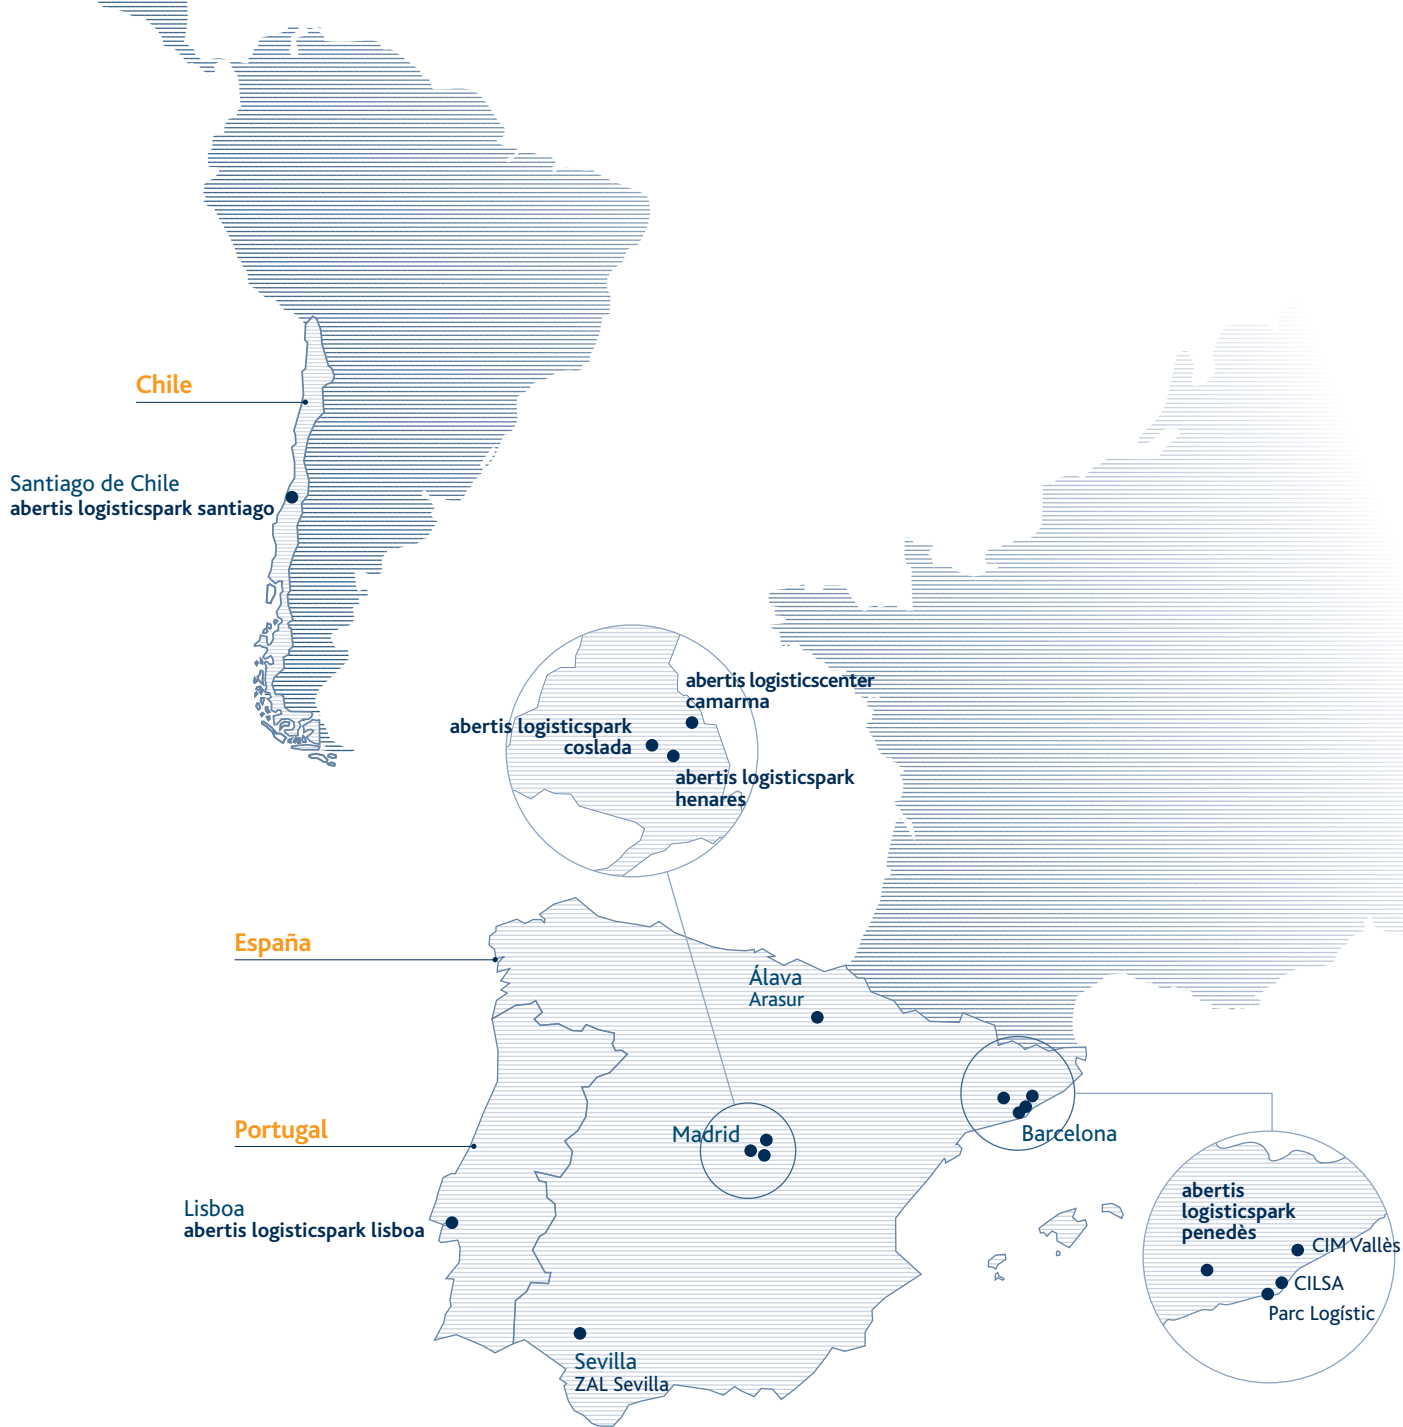 Chile
Santiago de Chile
abertis logisticspark santiago
abertis logisticscenter
camarma
abertis logisticspark
coslada
abertis logisticspark
henares
España
Álava
Arasur
Portugal
Madrid
Barcelona
Lisboa
abertis logisticspark lisboa
abertis
logisticspark
penedès
CIM Vallès
CILSA
Parc Logístic
Sevilla
ZAL Sevilla